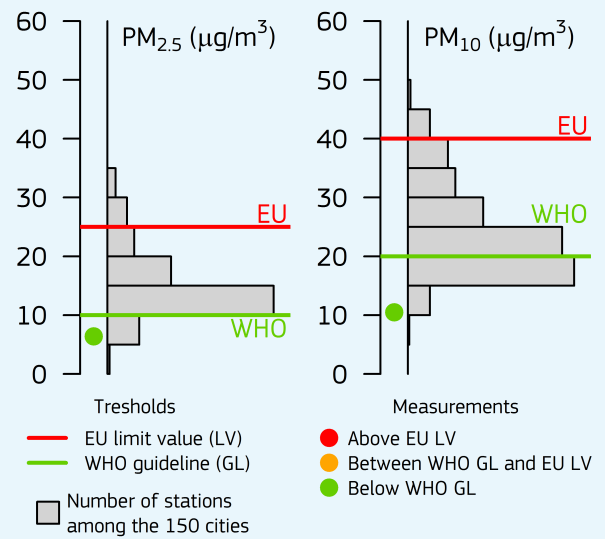 PM2.5 (μg/m³)
60
50
40
30
20
10
0
EU
WHO
PM10 (μg/m³)
60
50
40
30
20
10
0
EU
WHO
Tresholds
EU limit value (LV)
WHO guideline (GL)
Number of stations
among the 150 cities
Measurements
Above EU LV
Between WHO GL and EU LV
Below WHO GL